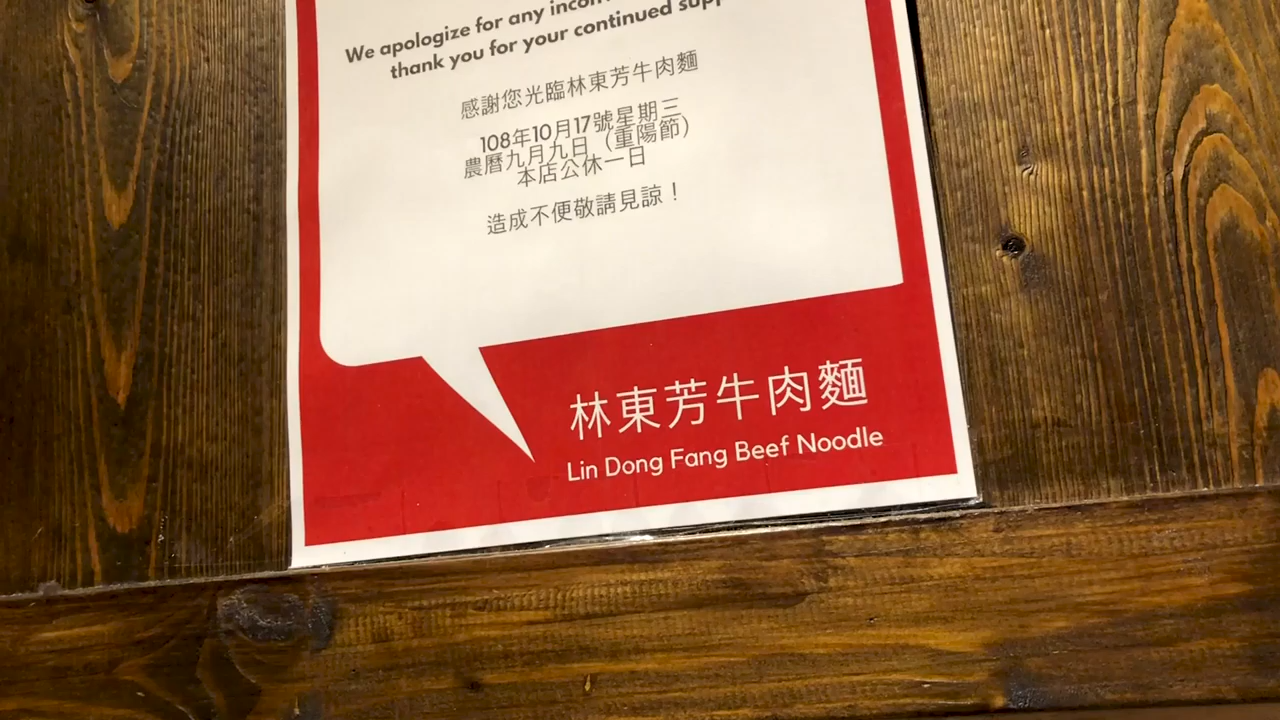 We apologize for any
thank you for your continued
感謝您光臨林東芳牛肉麵
108年10月17號星期三
農曆九月九日（重陽節）
本店公休一日
造成不便敬請見諒！
林東芳牛肉麵
Lin Dong Fang Beef Noodle